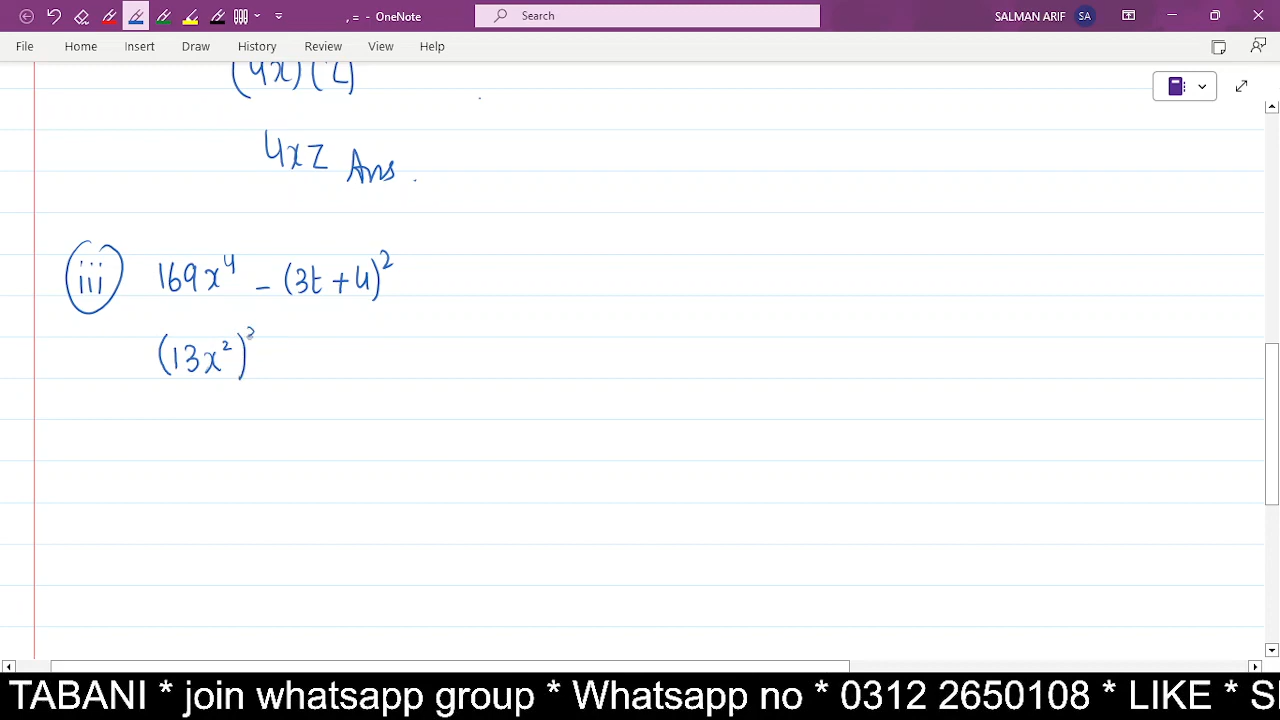 , = - OneNote
Search
SALMAN ARIF SA
File Home Insert Draw History Review View Help
(4x)(z)
4xz Ans.
iii 169x⁴ - (3t + 4)²
(13x²)²
TABANI * join whatsapp group * Whatsapp no * 0312 2650108 * LIKE * S